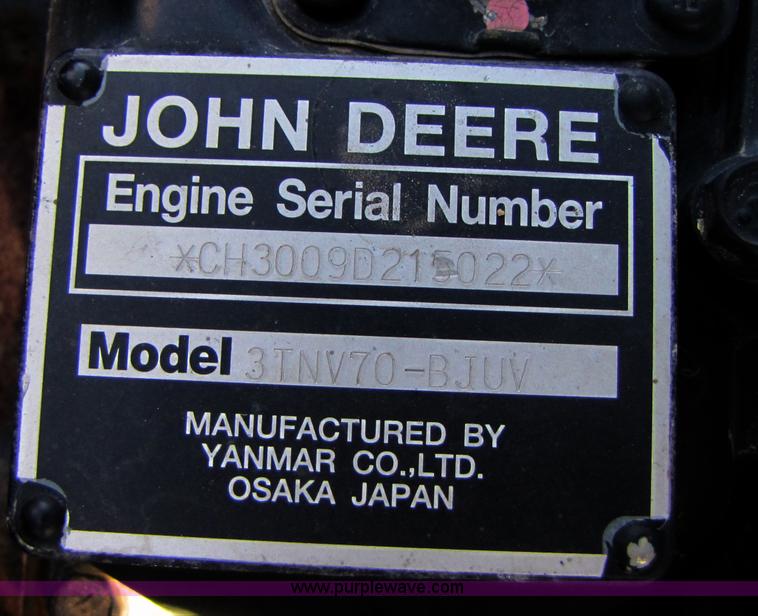 JOHN DEERE
Engine Serial Number
*CH3009D215022*
Model 3TNV70-BJUV
MANUFACTURED BY
YANMAR CO.,LTD.
OSAKA JAPAN
www.purplewave.com